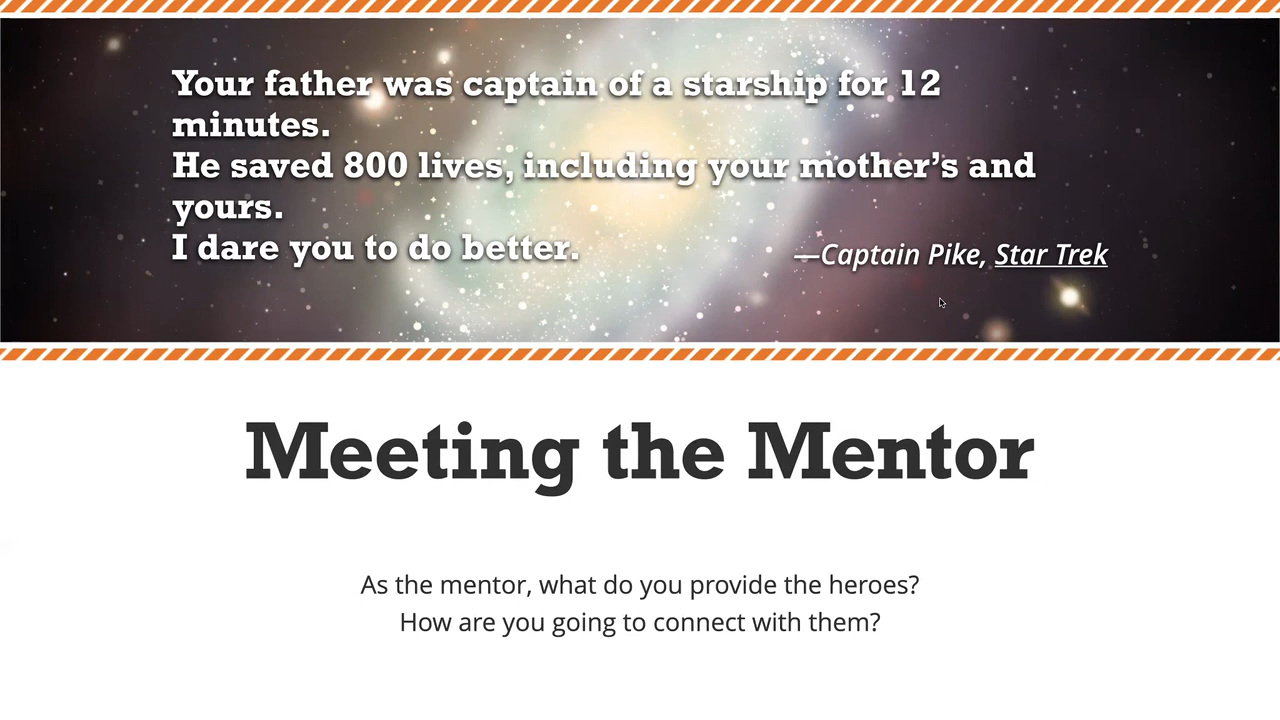 Your father was captain of a starship for 12
minutes.
He saved 800 lives, including your mother’s and
yours.
I dare you to do better.
—Captain Pike, Star Trek
Meeting the Mentor
As the mentor, what do you provide the heroes?
How are you going to connect with them?